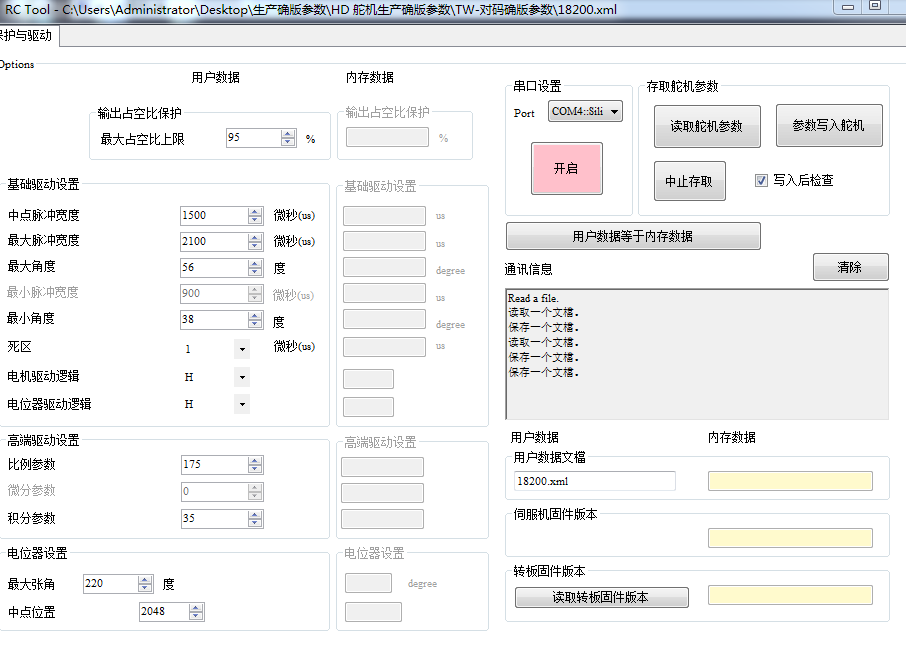 RC Tool - C:\Users\Administrator\Desktop\生产确版参数\HD 舵机生产确版参数\TW-对码确版参数\18200.xml
保护与驱动
Options
用户数据
内存数据
输出占空比保护
最大占空比上限 95 %
输出占空比保护
%
基础驱动设置
中点脉冲宽度 1500 微秒(us)
最大脉冲宽度 2100 微秒(us)
最大角度 56 度
最小脉冲宽度 900 微秒(us)
最小角度 38 度
死区 1 微秒(us)
电机驱动逻辑 H
电位器驱动逻辑 H
基础驱动设置
us
us
degree
us
degree
us
高端驱动设置
比例参数 175
微分参数 0
积分参数 35
高端驱动设置
电位器设置
最大张角 220 度
中点位置 2048
电位器设置
degree
串口设置
Port COM4::Sili
开启
存取舵机参数
读取舵机参数 参数写入舵机
中止存取 写入后检查
用户数据等于内存数据
通讯信息 清除
Read a file.
读取一个文檔.
保存一个文檔.
读取一个文檔.
保存一个文檔.
保存一个文檔.
用户数据 内存数据
用户数据文檔
18200.xml
伺服机固件版本
转板固件版本
读取转板固件版本